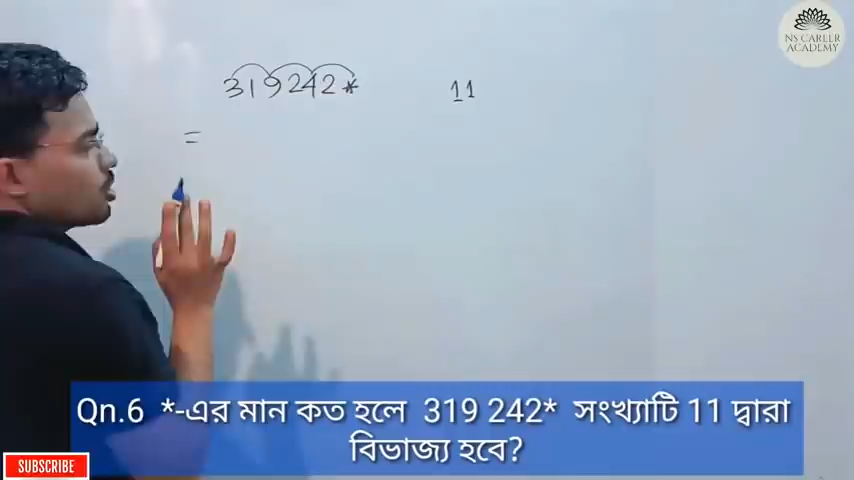 NS CAREER
ACADEMY
319242* 11
=
Qn.6 *-এর মান কত হলে 319 242* সংখ্যাটি 11 দ্বারা
বিভাজ্য হবে?
SUBSCRIBE